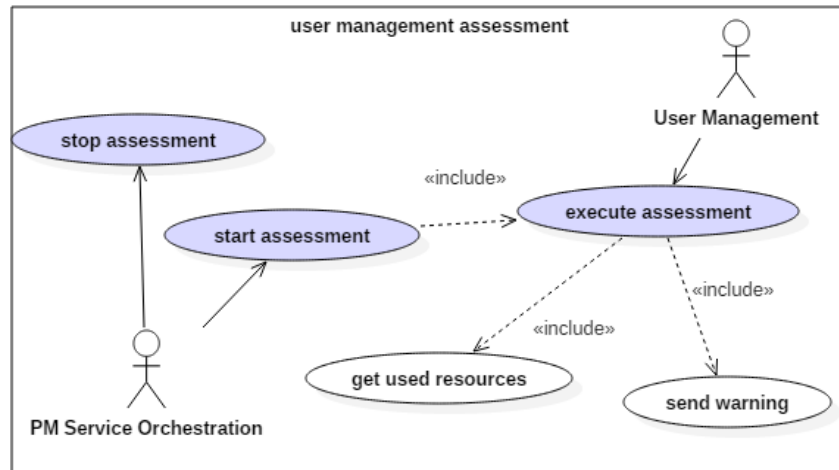 user management assessment
User Management
stop assessment
«include»
execute assessment
start assessment
«include»
«include»
get used resources
send warning
PM Service Orchestration